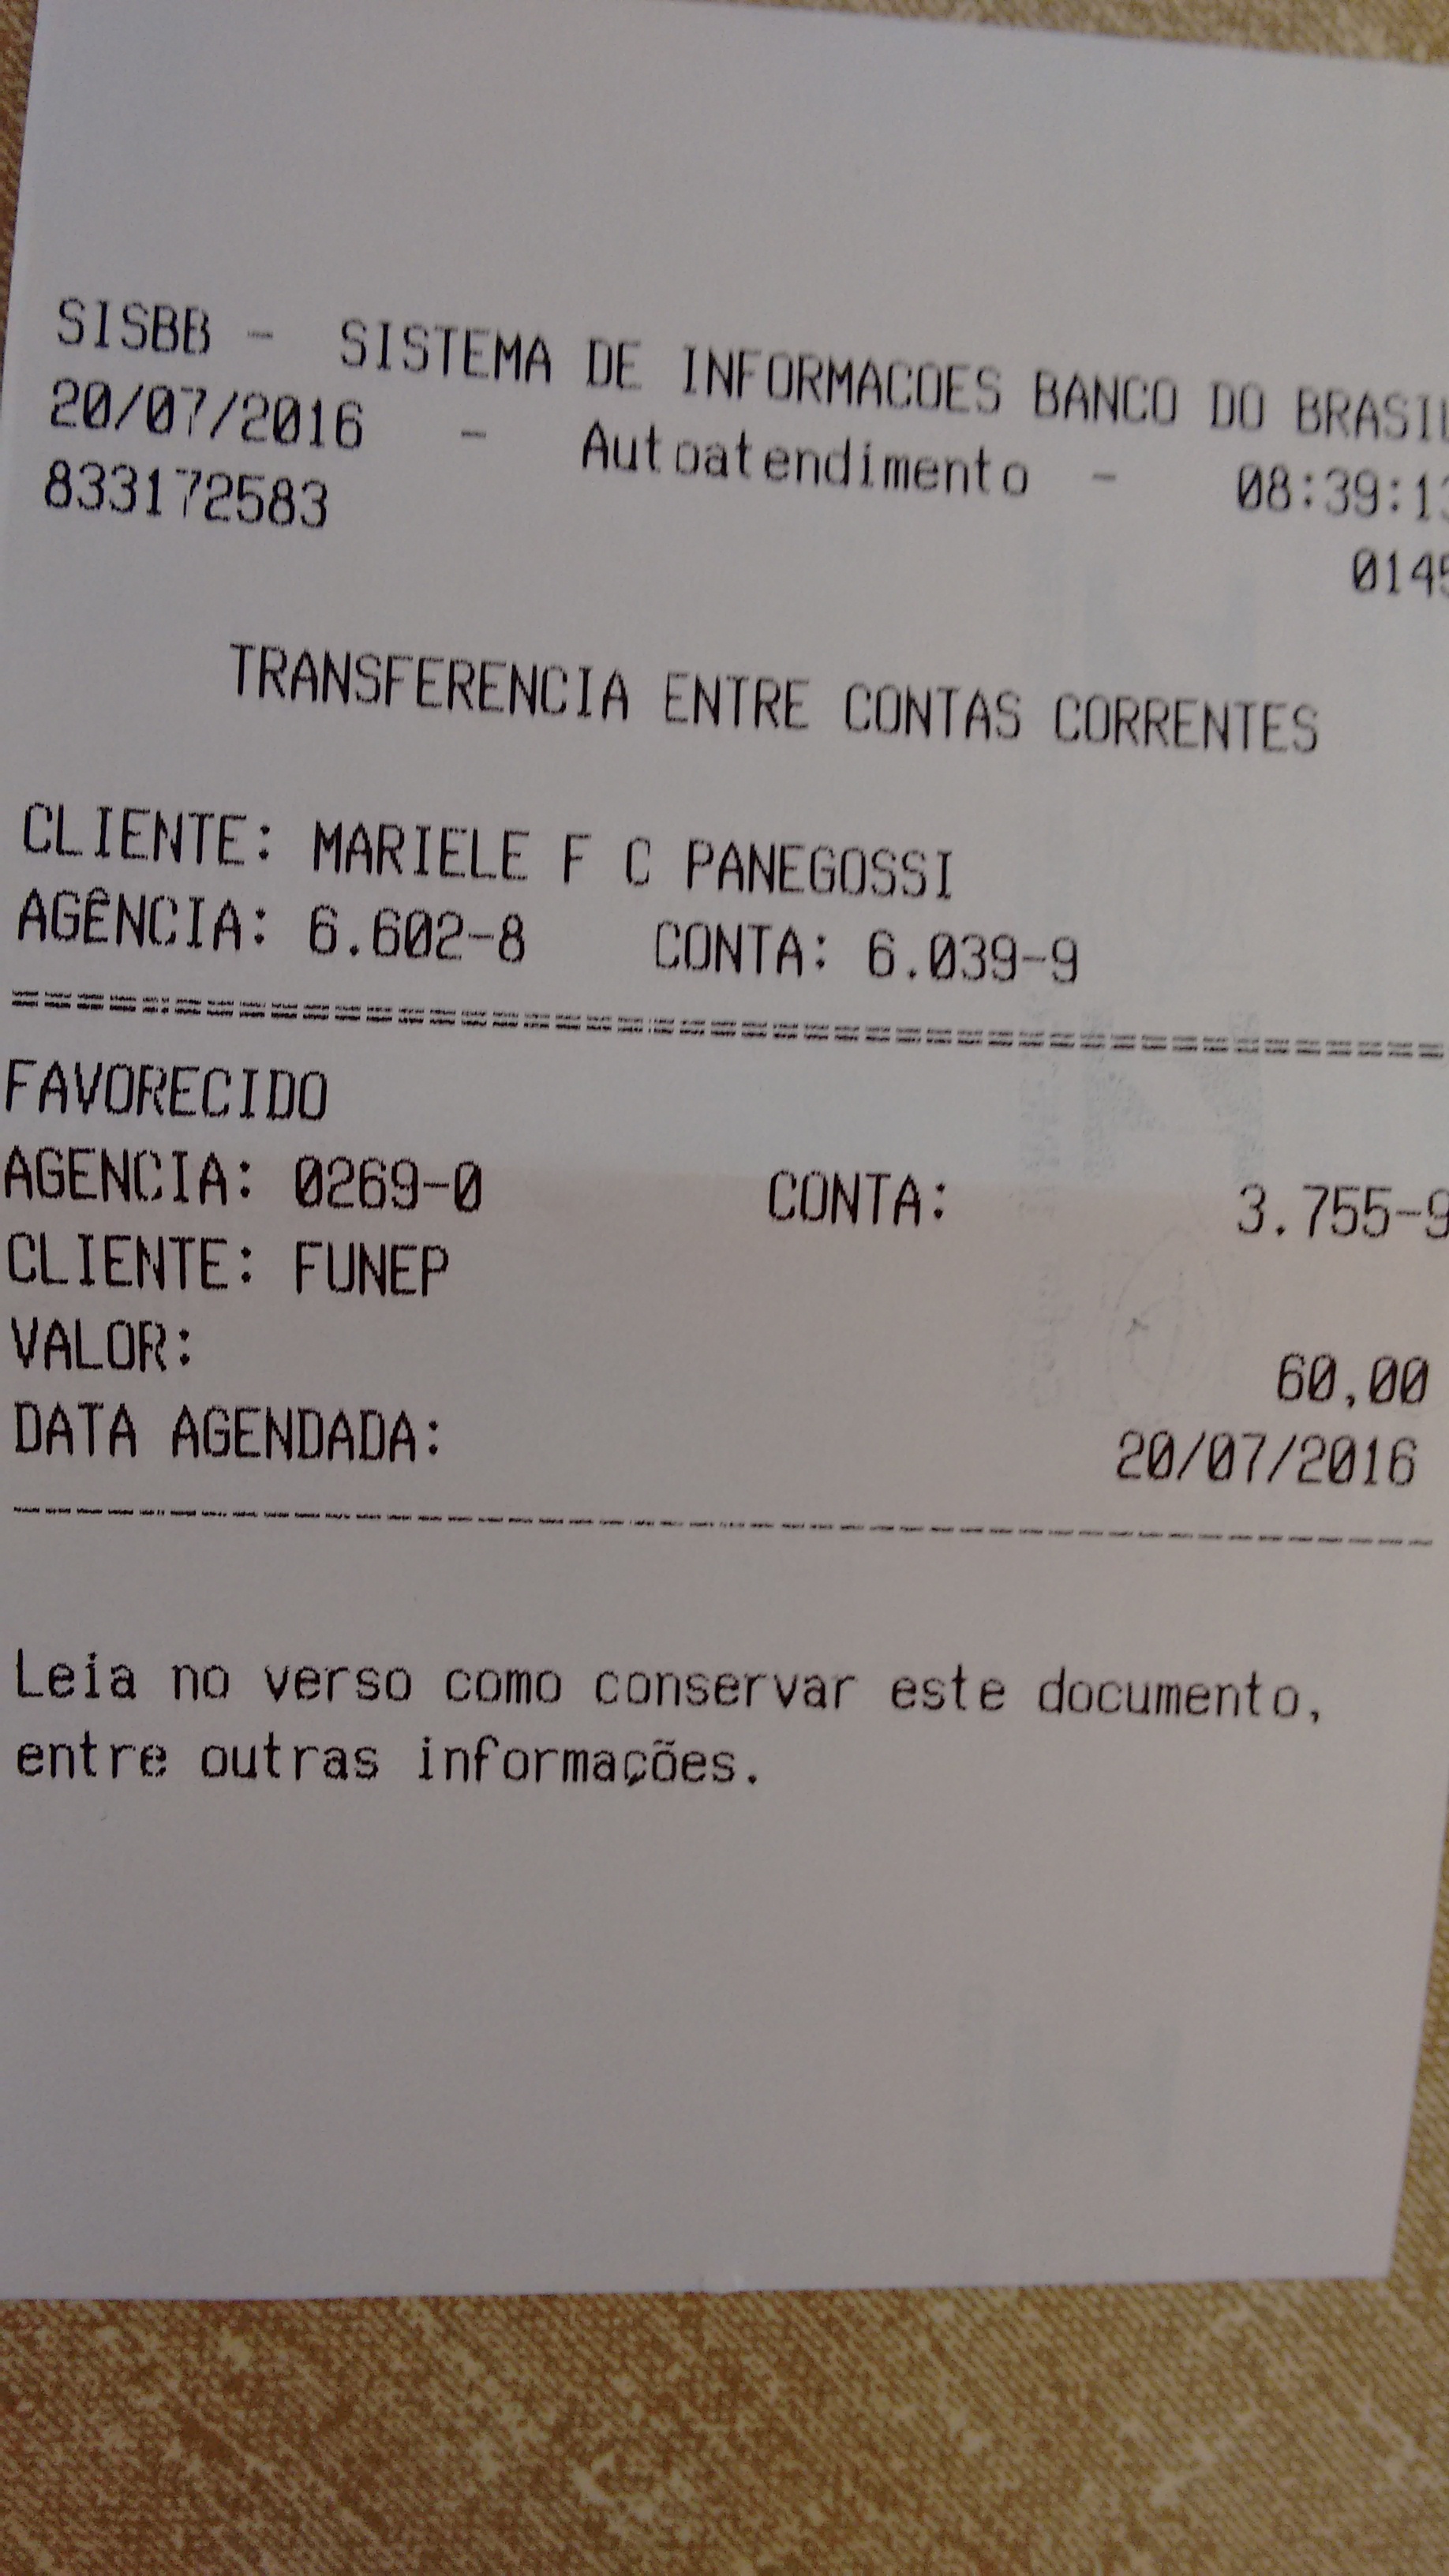 SISBB - SISTEMA DE INFORMACOES BANCO DO BRASIL
20/07/2016 - Autoatendimento - 08:39:13
833172583 0145
TRANSFERENCIA ENTRE CONTAS CORRENTES
CLIENTE: MARIELE F C PANEGOSSI
AGÊNCIA: 6.602-8 CONTA: 6.039-9
==============================================
FAVORECIDO
AGENCIA: 0269-0 CONTA: 3.755-9
CLIENTE: FUNEP
VALOR: 60,00
DATA AGENDADA: 20/07/2016
----------------------------------------------
Leia no verso como conservar este documento,
entre outras informações.